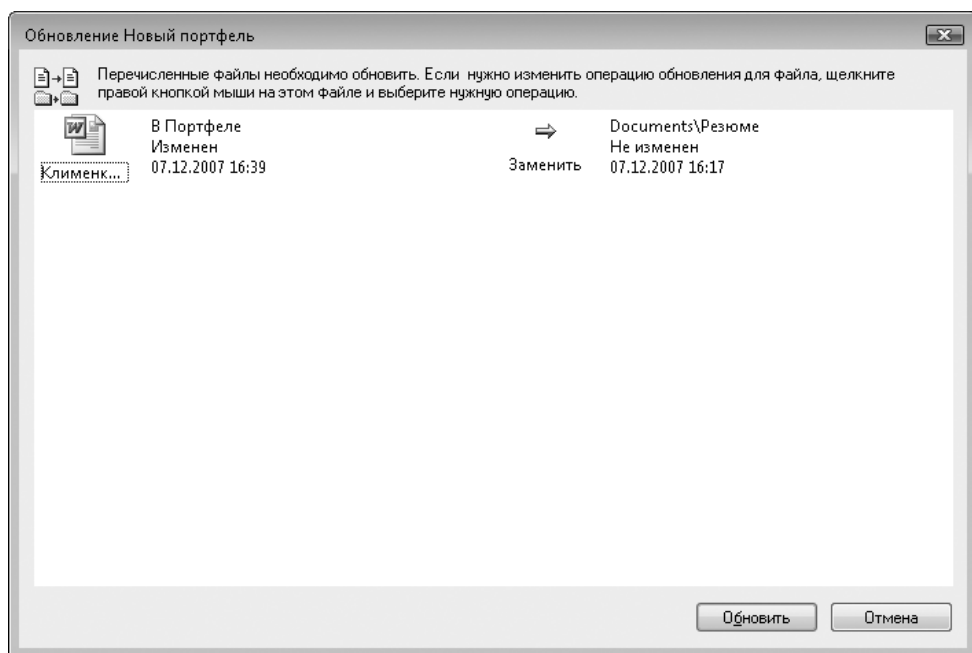 Обновление Новый портфель
Перечисленные файлы необходимо обновить. Если нужно изменить операцию обновления для файла, щелкните
правой кнопкой мыши на этом файле и выберите нужную операцию.
В Портфеле
Изменен
07.12.2007 16:39
Клименк...
Заменить
Documents\Резюме
Не изменен
07.12.2007 16:17
Обновить
Отмена